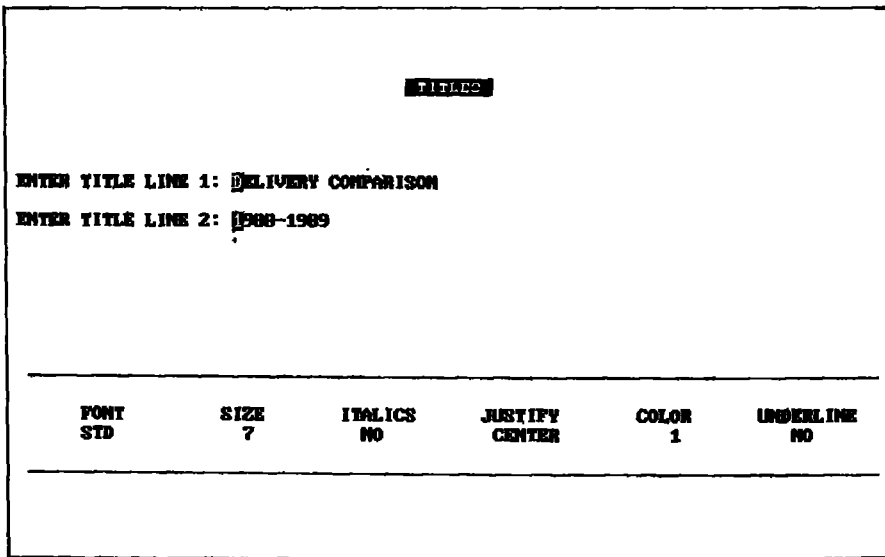 TITLES
ENTER TITLE LINE 1: DELIVERY COMPARISON
ENTER TITLE LINE 2: 1988-1989
FONT SIZE ITALICS JUSTIFY COLOR UNDERLINE
STD 7 NO CENTER 1 NO